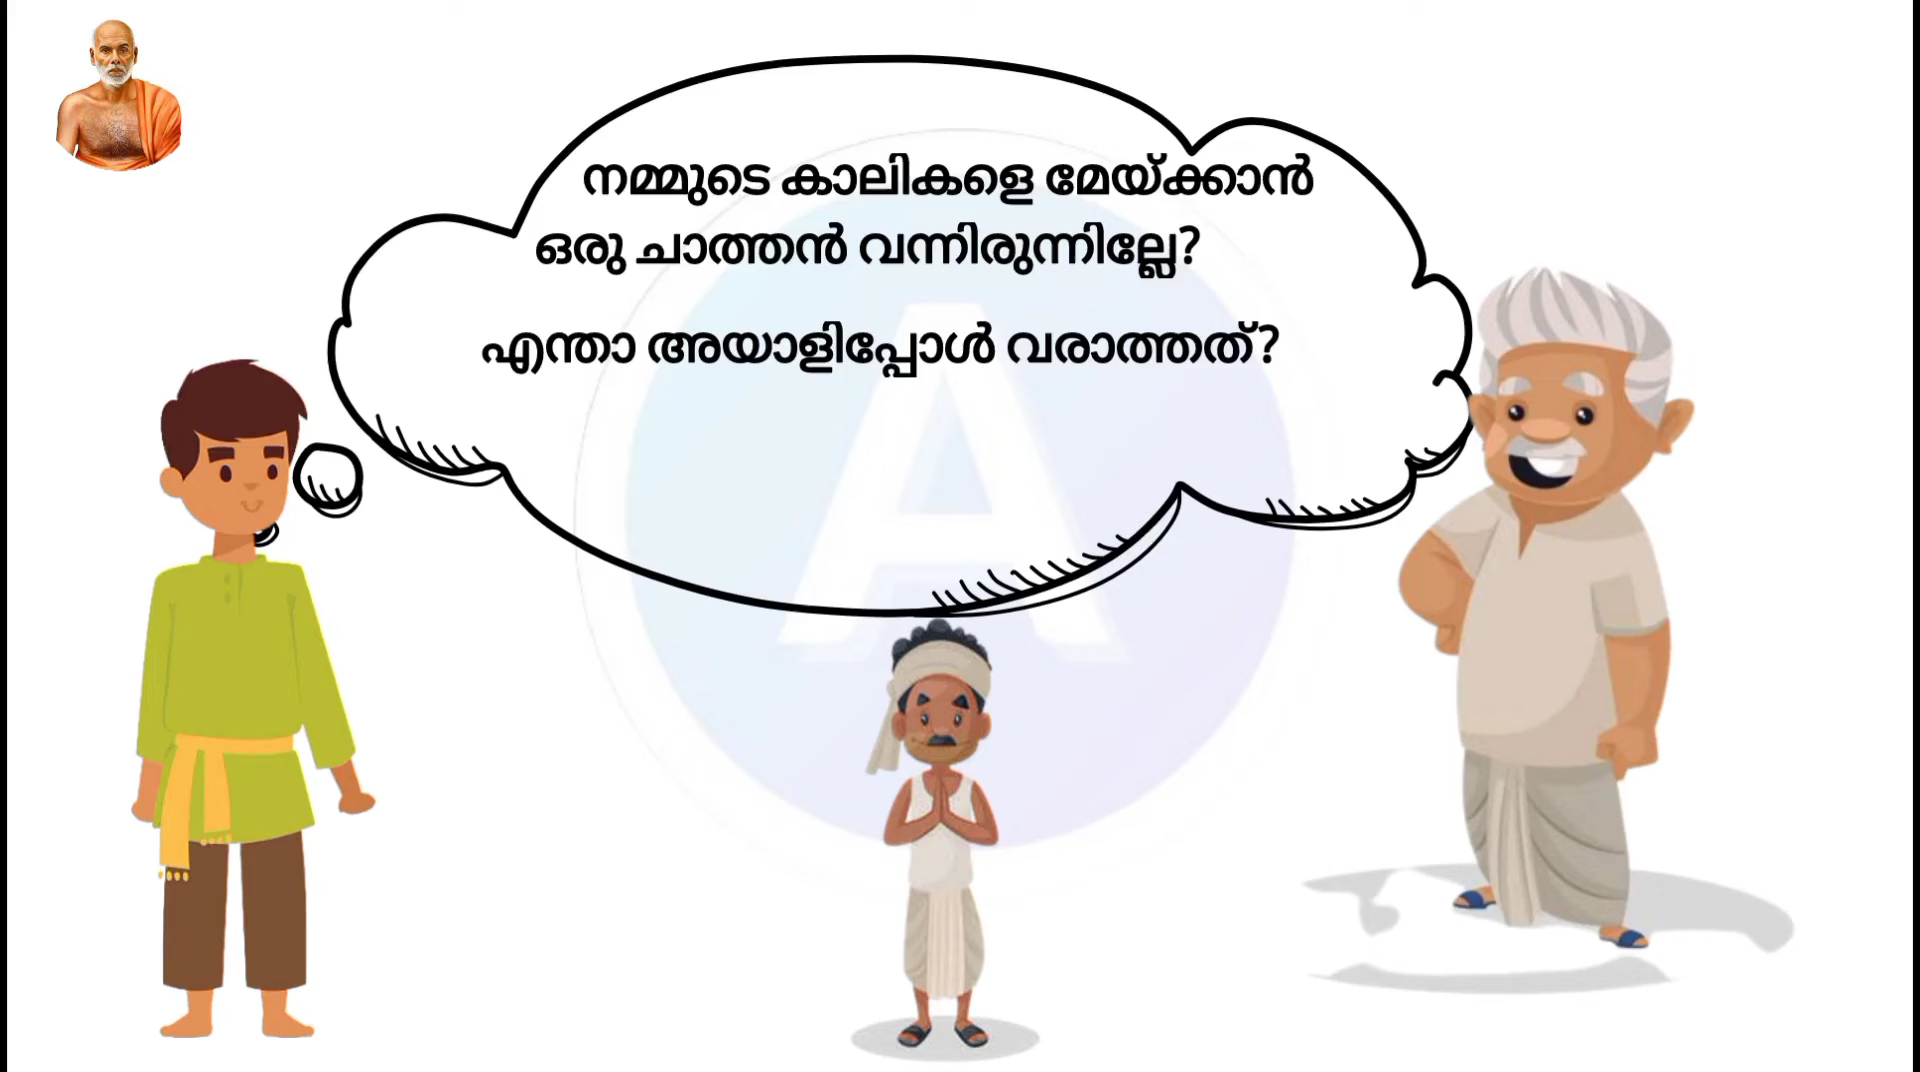 നമ്മുടെ കാലികളെ മേയ്ക്കാൻ
ഒരു ചാത്തൻ വന്നിരുന്നില്ലേ?
എന്താ അയാളിപ്പോൾ വരാത്തത്?
A